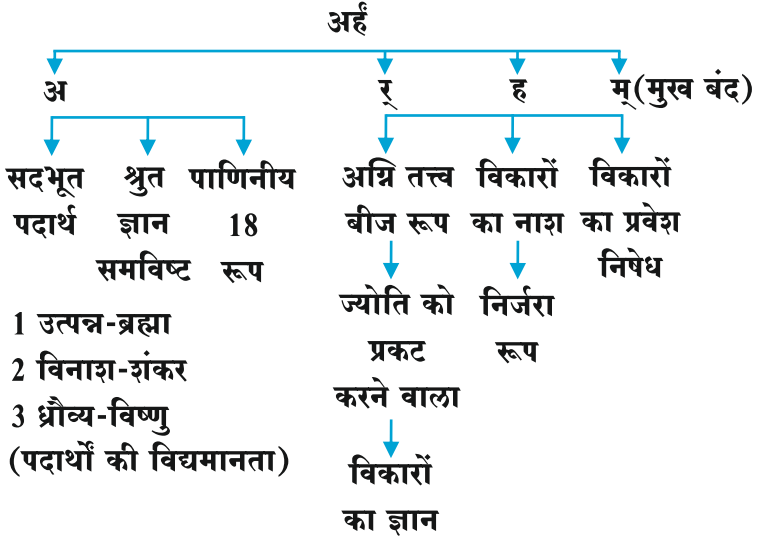 अर्हं
अ र् ह म् (मुख बंद)
सदभूत श्रुत पाणिनीय अग्नि तत्त्व विकारों विकारों
पदार्थ ज्ञान 18 बीज रूप का नाश का प्रवेश
समविष्ट रूप निषेध
1 उत्पन्न-ब्रह्मा ज्योति को निर्जरा
2 विनाश-शंकर प्रकट रूप
3 ध्रौव्य-विष्णु करने वाला
(पदार्थों की विद्यमानता)
विकारों
का ज्ञान